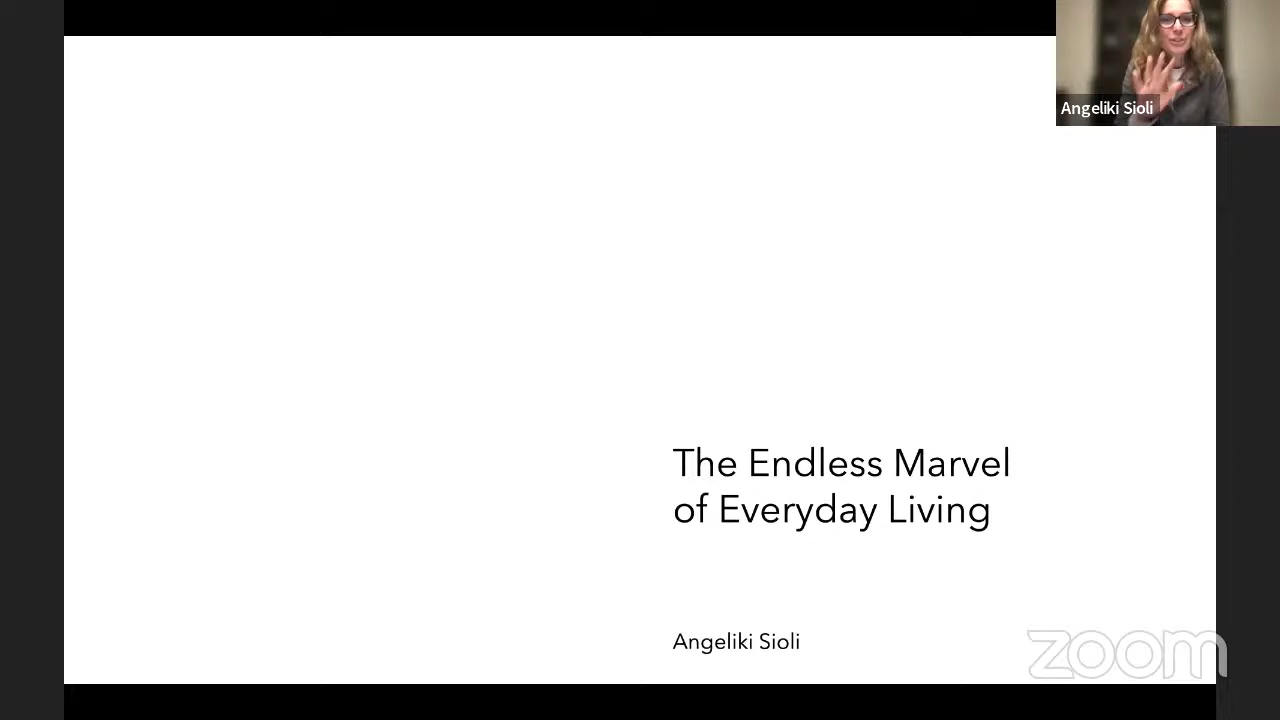 Angeliki Sioli
The Endless Marvel
of Everyday Living
Angeliki Sioli
zoom